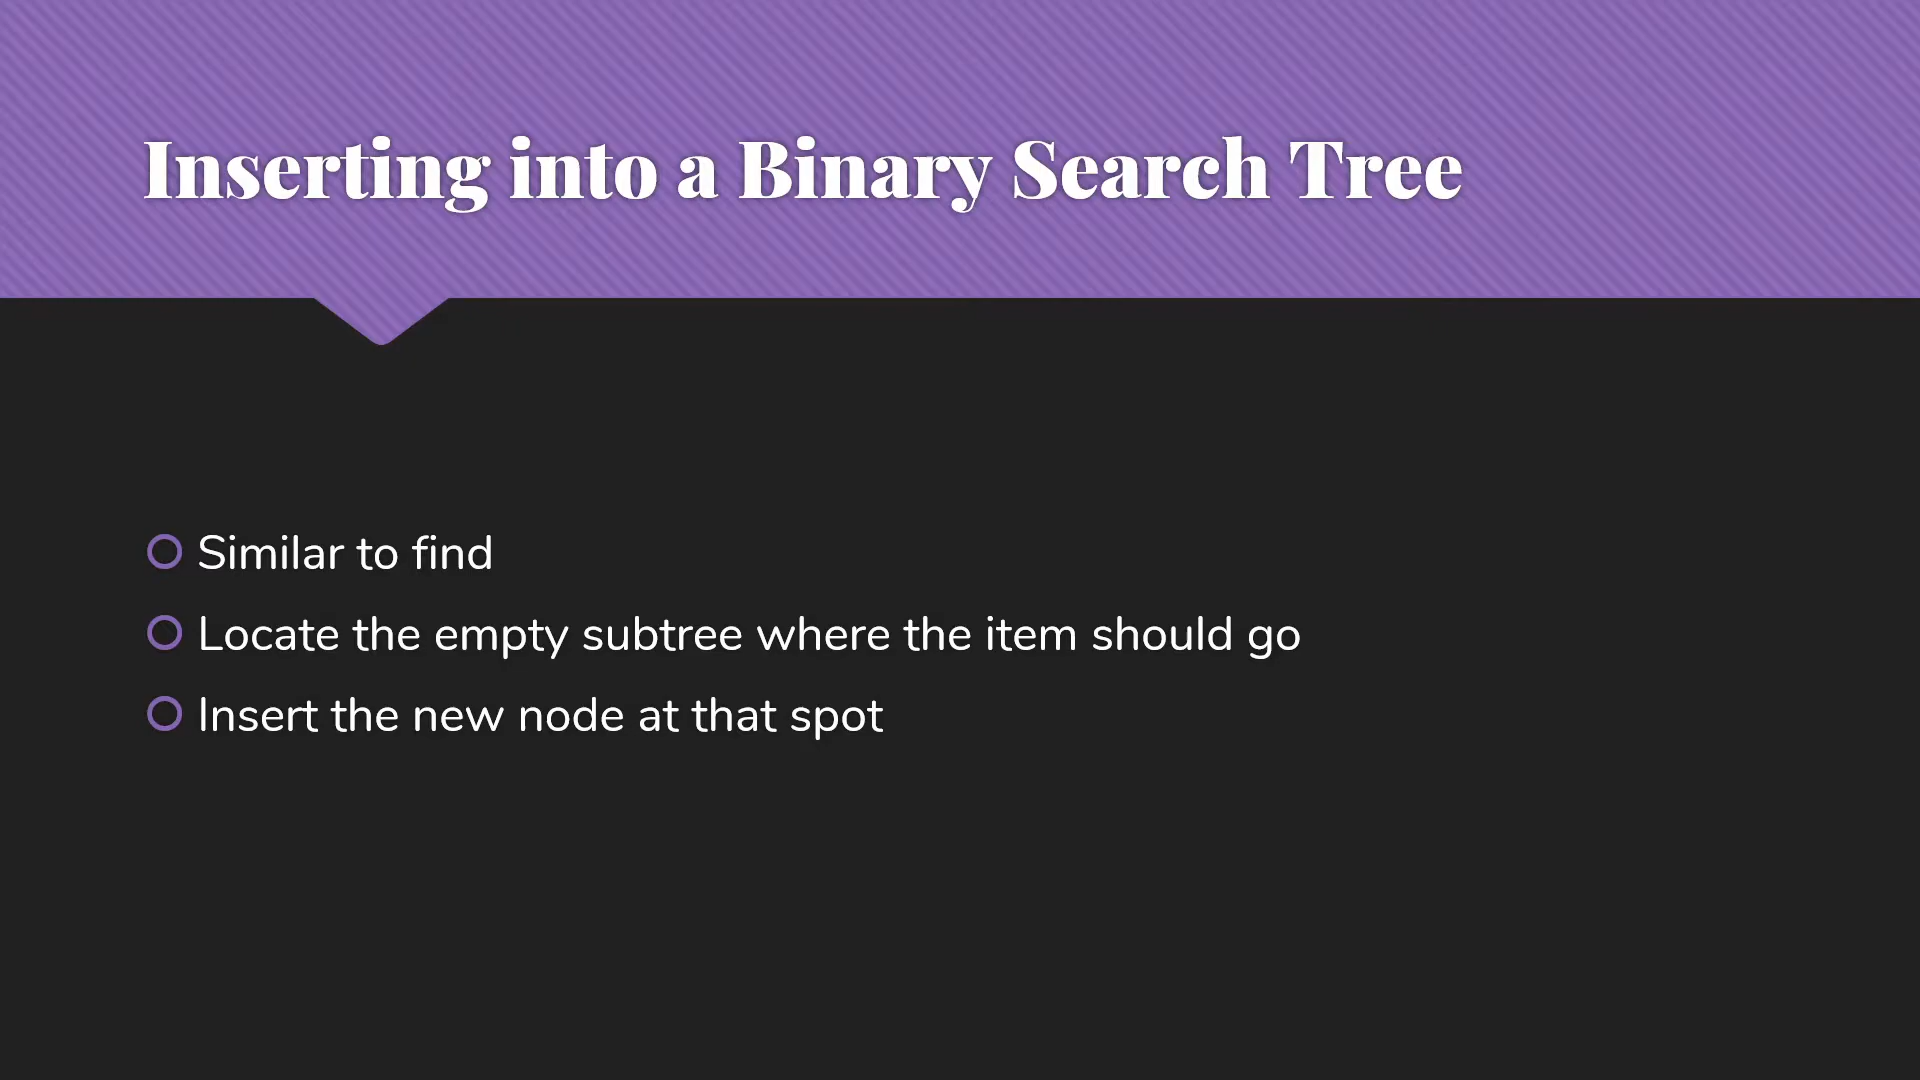 Inserting into a Binary Search Tree
Similar to find
Locate the empty subtree where the item should go
Insert the new node at that spot